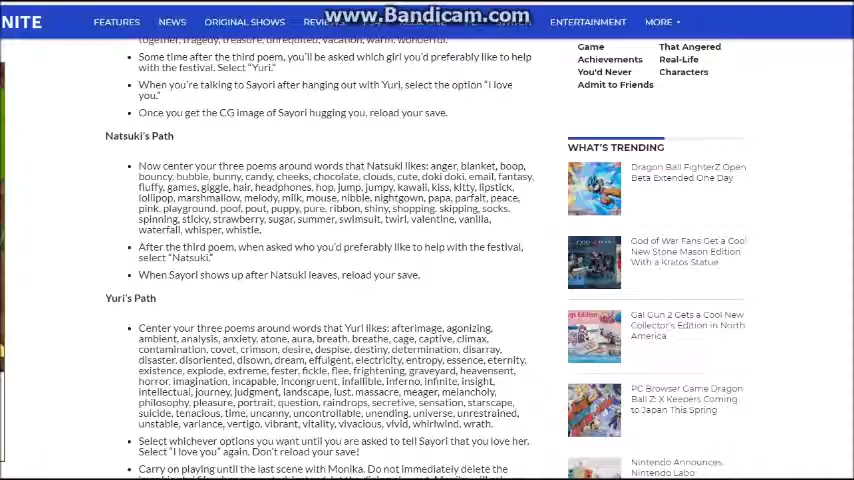 www.Bandicam.com
NITE FEATURES NEWS ORIGINAL SHOWS REVIEWS ENTERTAINMENT MORE
together, tragedy, treasure, unrequited, vacation, warm, wonderful.
• Some time after the third poem, you'll be asked which girl you'd preferably like to help
with the festival. Select "Yuri."
• When you're talking to Sayori after hanging out with Yuri, select the option "I love
you."
• Once you get the CG image of Sayori hugging you, reload your save.
Natsuki's Path
• Now center your three poems around words that Natsuki likes: anger, blanket, boop,
bouncy, bubble, bunny, candy, cheeks, chocolate, clouds, cute, doki doki, email, fantasy,
fluffy, games, giggle, hair, headphones, hop, jump, jumpy, kawaii, kiss, kitty, lipstick,
lollipop, marshmallow, melody, milk, mouse, nibble, nightgown, papa, parfait, peace,
pink, playground, poof, pout, puppy, pure, ribbon, shiny, shopping, skipping, socks,
spinning, sticky, strawberry, sugar, summer, swimsuit, twirl, valentine, vanilla,
waterfall, whisper, whistle.
• After the third poem, when asked who you'd preferably like to help with the festival,
select "Natsuki."
• When Sayori shows up after Natsuki leaves, reload your save.
Yuri's Path
• Center your three poems around words that Yuri likes: afterimage, agonizing,
ambient, analysis, anxiety, atone, aura, breath, breathe, cage, captive, climax,
contamination, covet, crimson, desire, despise, destiny, determination, disarray,
disaster, disoriented, disown, dream, effulgent, electricity, entropy, essence, eternity,
existence, explode, extreme, fester, fickle, flee, frightening, graveyard, heavensent,
horror, imagination, incapable, incongruent, infallible, inferno, infinite, insight,
intellectual, journey, judgment, landscape, lust, massacre, meager, melancholy,
philosophy, pleasure, portrait, question, raindrops, secretive, sensation, starscape,
suicide, tenacious, time, uncanny, uncontrollable, unending, universe, unrestrained,
unstable, variance, vertigo, vibrant, vitality, vivacious, vivid, whirlwind, wrath.
• Select whichever options you want until you are asked to tell Sayori that you love her.
Select "I love you" again. Don't reload your save!
• Carry on playing until the last scene with Monika. Do not immediately delete the
Game
Achievements
You'd Never
Admit to Friends
That Angered
Real-Life
Characters
WHAT'S TRENDING
Dragon Ball FighterZ Open
Beta Extended One Day
God of War Fans Get a Cool
New Stone Mason Edition
With a Kratos Statue
Gal Gun 2 Gets a Cool New
Collector's Edition in North
America
PC Browser Game Dragon
Ball Z: X Keepers Coming
to Japan This Spring
Nintendo Announces
Nintendo Labo